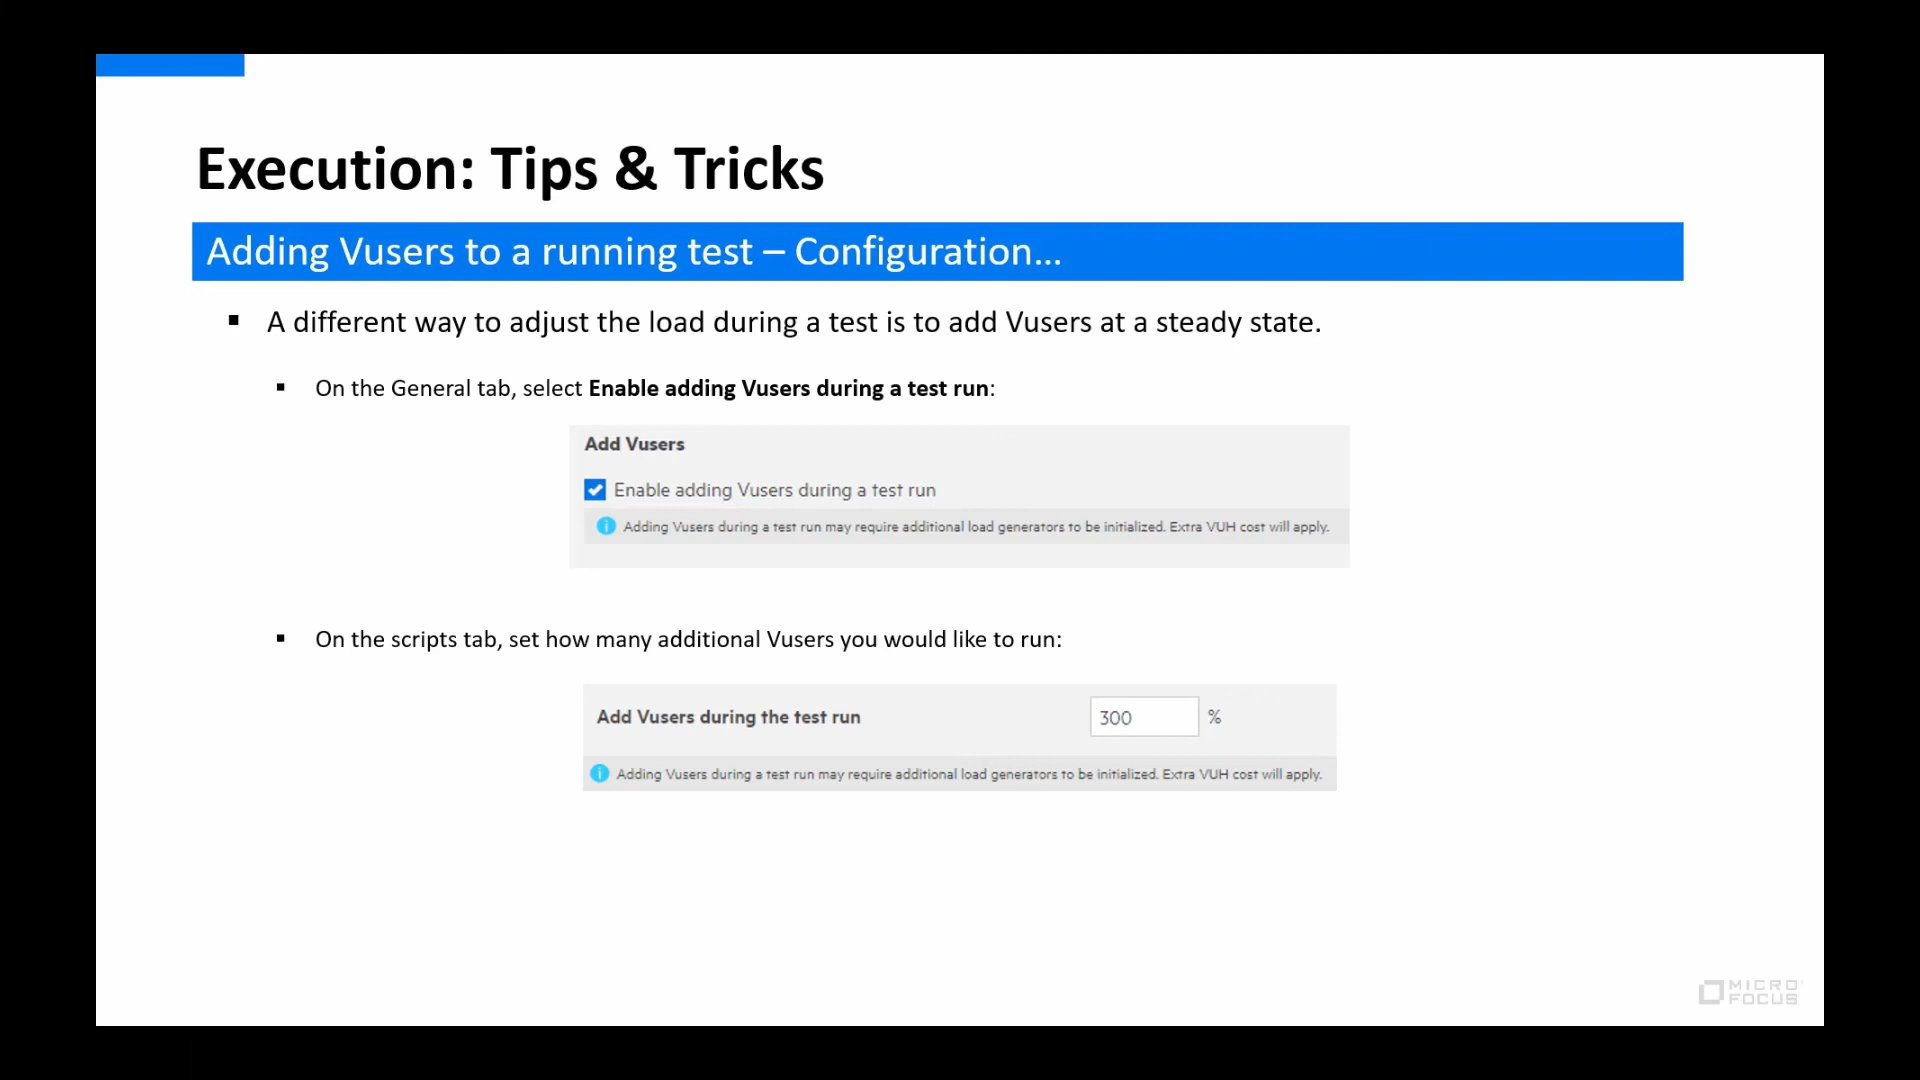 Execution: Tips & Tricks
Adding Vusers to a running test – Configuration...
▪ A different way to adjust the load during a test is to add Vusers at a steady state.
▪ On the General tab, select Enable adding Vusers during a test run:
Add Vusers
Enable adding Vusers during a test run
Adding Vusers during a test run may require additional load generators to be initialized. Extra VUH cost will apply.
▪ On the scripts tab, set how many additional Vusers you would like to run:
Add Vusers during the test run 300 %
Adding Vusers during a test run may require additional load generators to be initialized. Extra VUH cost will apply.
MICRO
FOCUS